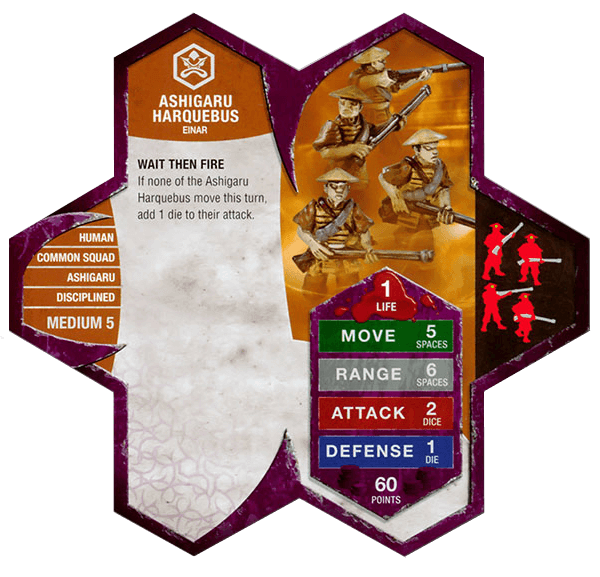 ASHIGARU
HARQUEBUS
EINAR
WAIT THEN FIRE
If none of the Ashigaru
Harquebus move this turn,
add 1 die to their attack.
HUMAN
COMMON SQUAD
ASHIGARU
DISCIPLINED
MEDIUM 5
1
LIFE
MOVE 5
SPACES
RANGE 6
SPACES
ATTACK 2
DICE
DEFENSE 1
DIE
60
POINTS